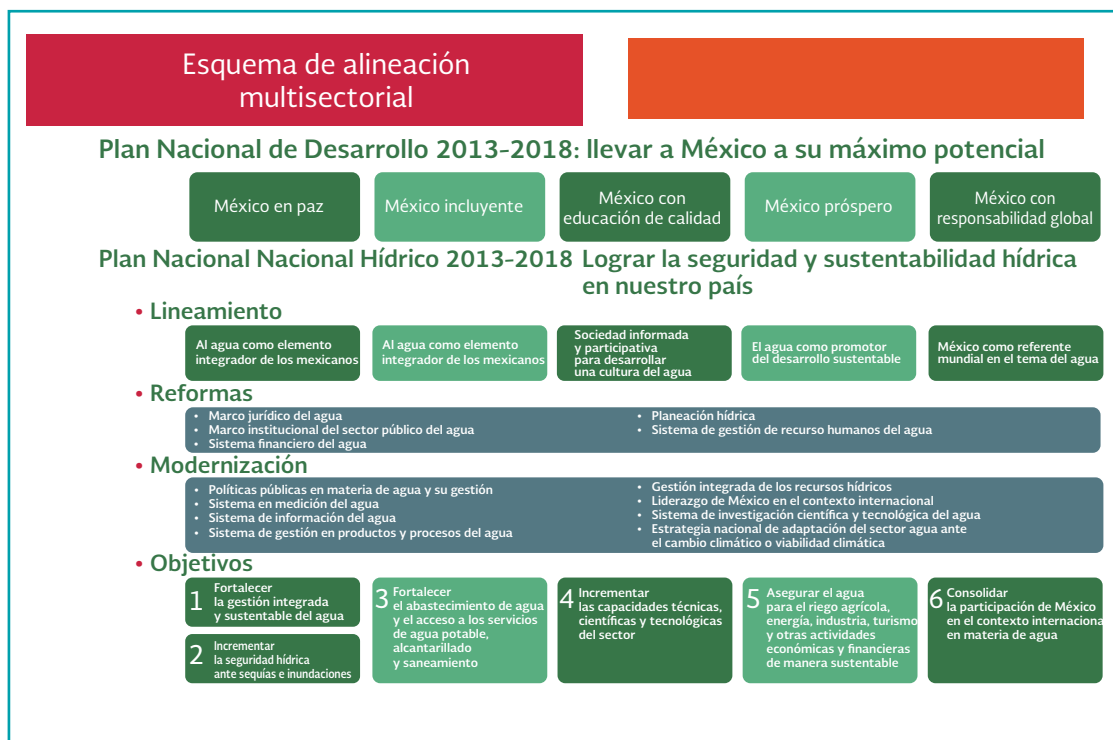 Esquema de alineación
multisectorial
Plan Nacional de Desarrollo 2013-2018: llevar a México a su máximo potencial
México en paz
México incluyente
México con
educación de calidad
México próspero
México con
responsabilidad global
Plan Nacional Nacional Hídrico 2013-2018 Lograr la seguridad y sustentabilidad hídrica
en nuestro país
• Lineamiento
Al agua como elemento
integrador de los mexicanos
Al agua como elemento
integrador de los mexicanos
Sociedad informada
y participativa
para desarrollar
una cultura del agua
El agua como promotor
del desarrollo sustentable
México como referente
mundial en el tema del agua
• Reformas
• Marco jurídico del agua
• Marco institucional del sector público del agua
• Sistema financiero del agua
• Planeación hídrica
• Sistema de gestión de recurso humanos del agua
• Modernización
• Políticas públicas en materia de agua y su gestión
• Sistema en medición del agua
• Sistema de información del agua
• Sistema de gestión en productos y procesos del agua
• Gestión integrada de los recursos hídricos
• Liderazgo de México en el contexto internacional
• Sistema de investigación científica y tecnológica del agua
• Estrategia nacional de adaptación del sector agua ante
el cambio climático o viabilidad climática
• Objetivos
1 Fortalecer
la gestión integrada
y sustentable del agua
2 Incrementar
la seguridad hídrica
ante sequías e inundaciones
3 Fortalecer
el abastecimiento de agua
y el acceso a los servicios
de agua potable,
alcantarillado
y saneamiento
4 Incrementar
las capacidades técnicas,
científicas y tecnológicas
del sector
5 Asegurar el agua
para el riego agrícola,
energía, industria, turismo
y otras actividades
económicas y financieras
de manera sustentable
6 Consolidar
la participación de México
en el contexto internaciona
en materia de agua